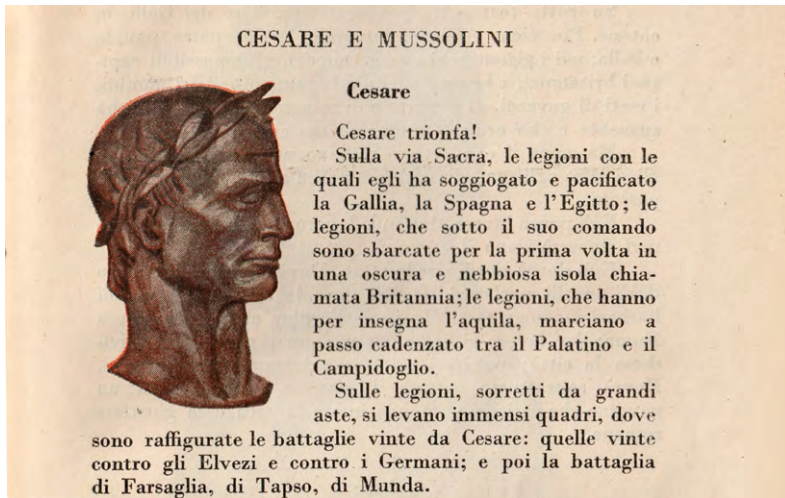 CESARE E MUSSOLINI
Cesare
Cesare trionfa!
Sulla via Sacra, le legioni con le
quali egli ha soggiogato e pacificato
la Gallia, la Spagna e l'Egitto; le
legioni, che sotto il suo comando
sono sbarcate per la prima volta in
una oscura e nebbiosa isola chia-
mata Britannia; le legioni, che hanno
per insegna l'aquila, marciano a
passo cadenzato tra il Palatino e il
Campidoglio.
Sulle legioni, sorretti da grandi
aste, si levano immensi quadri, dove
sono raffigurate le battaglie vinte da Cesare: quelle vinte
contro gli Elvezi e contro i Germani; e poi la battaglia
di Farsaglia, di Tapso, di Munda.